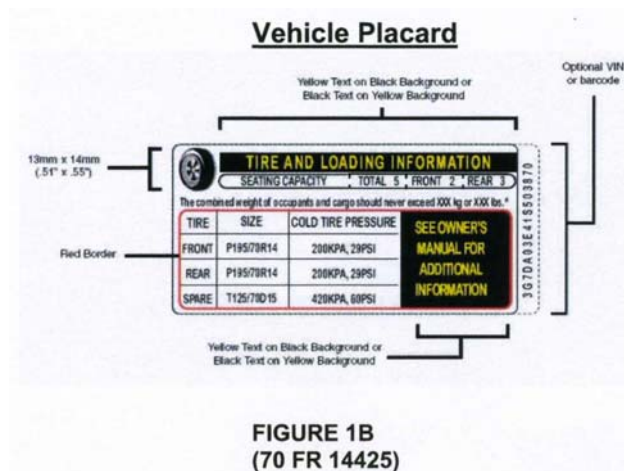 Vehicle Placard
Optional VIN
or barcode
Yellow Text on Black Background or
Black Text on Yellow Background
13mm x 14mm
(.51" x .55")
TIRE AND LOADING INFORMATION
SEATING CAPACITY TOTAL 5 FRONT 2 REAR 3
The combined weight of occupants and cargo should never exceed XXX kg or XXX lbs.*
TIRE SIZE COLD TIRE PRESSURE
FRONT P195/70R14 200KPA, 29PSI
REAR P195/70R14 200KPA, 29PSI
SPARE T125/70D15 420KPA, 60PSI
SEE OWNER'S
MANUAL FOR
ADDITIONAL
INFORMATION
3G7DA03E41S503870
Red Border
Yellow Text on Black Background or
Black Text on Yellow Background
FIGURE 1B
(70 FR 14425)